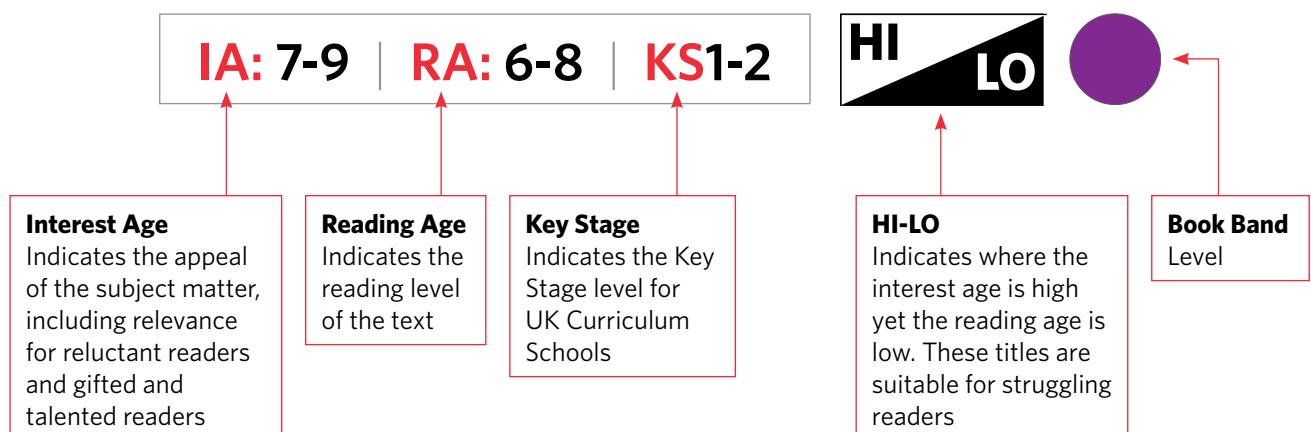 IA: 7-9 | RA: 6-8 | KS1-2
HI
LO
Interest Age
Indicates the appeal
of the subject matter,
including relevance
for reluctant readers
and gifted and
talented readers
Reading Age
Indicates the
reading level
of the text
Key Stage
Indicates the Key
Stage level for
UK Curriculum
Schools
HI-LO
Indicates where the
interest age is high
yet the reading age is
low. These titles are
suitable for struggling
readers
Book Band
Level